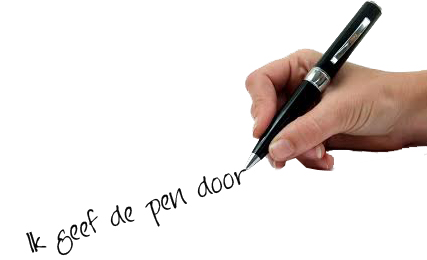 Ik geef de pen door